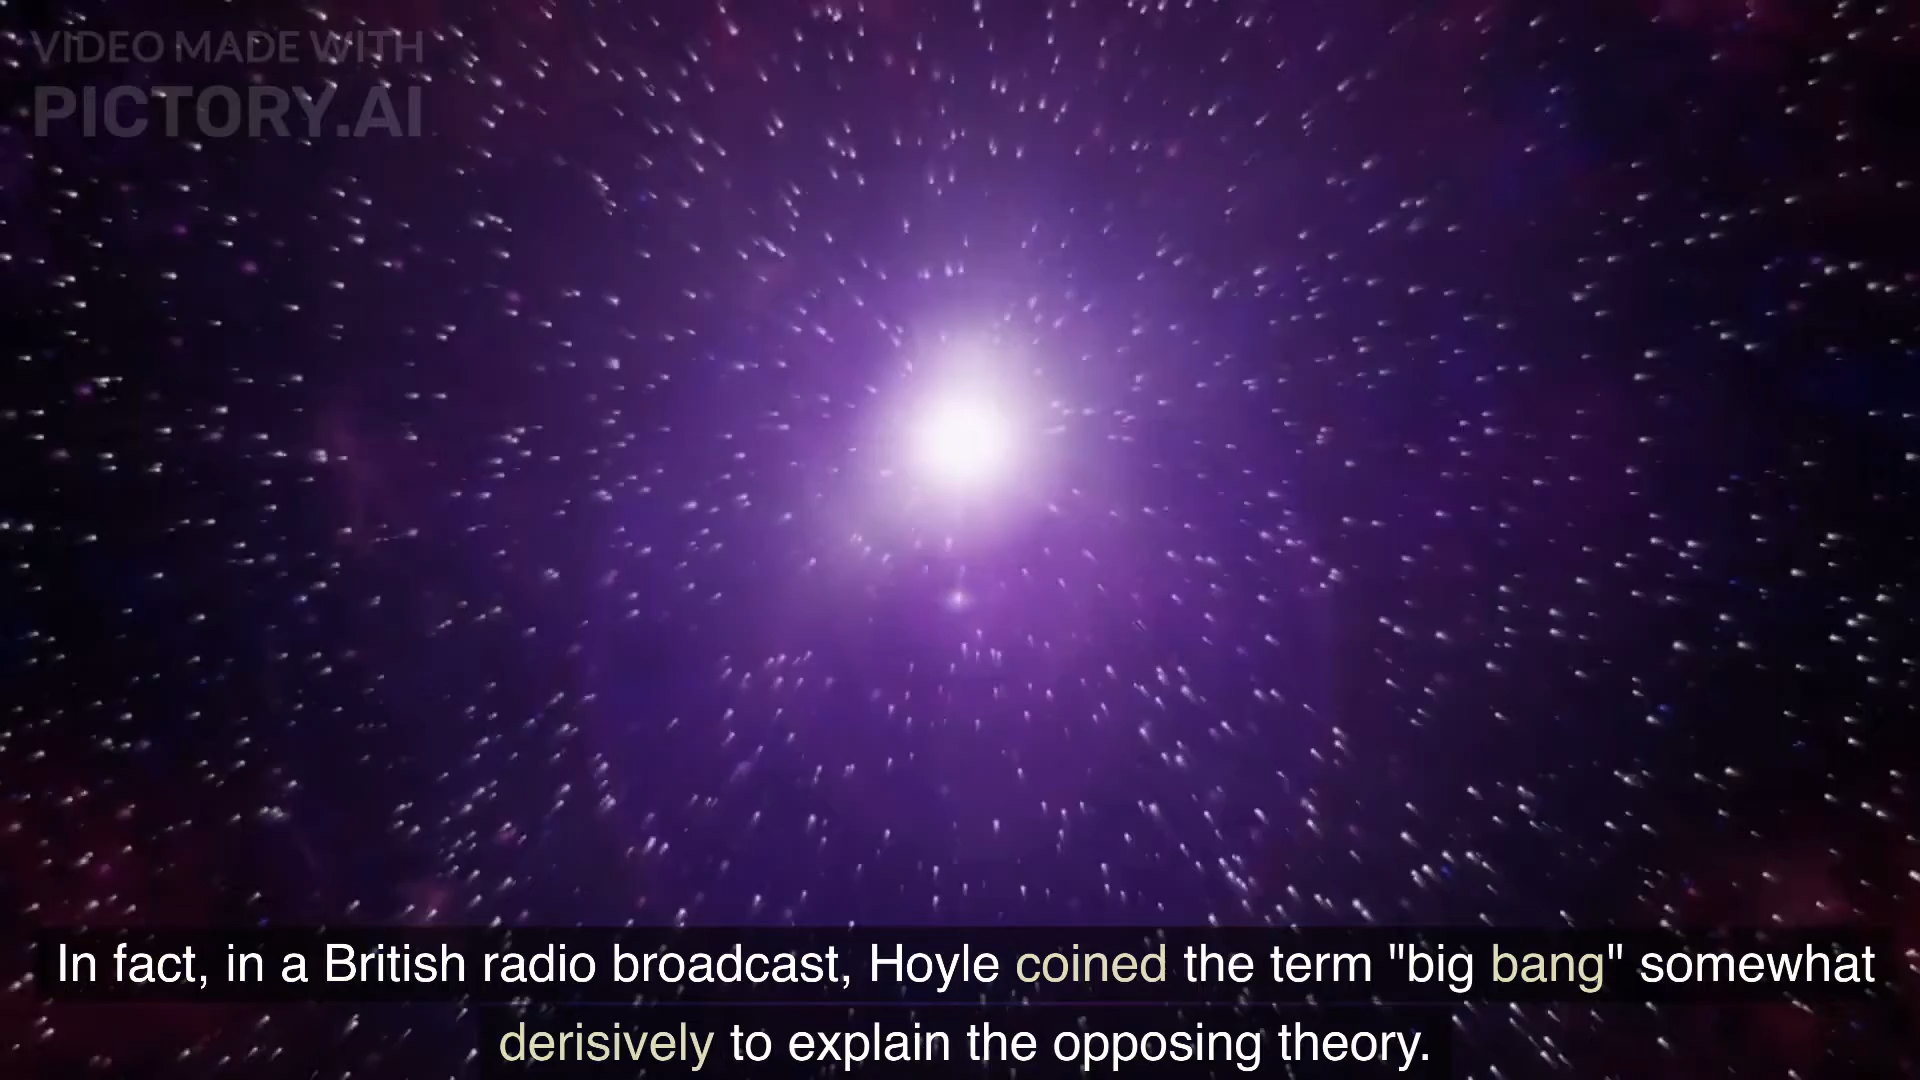 VIDEO MADE WITH
PICTORY.AI
In fact, in a British radio broadcast, Hoyle coined the term "big bang" somewhat
derisively to explain the opposing theory.